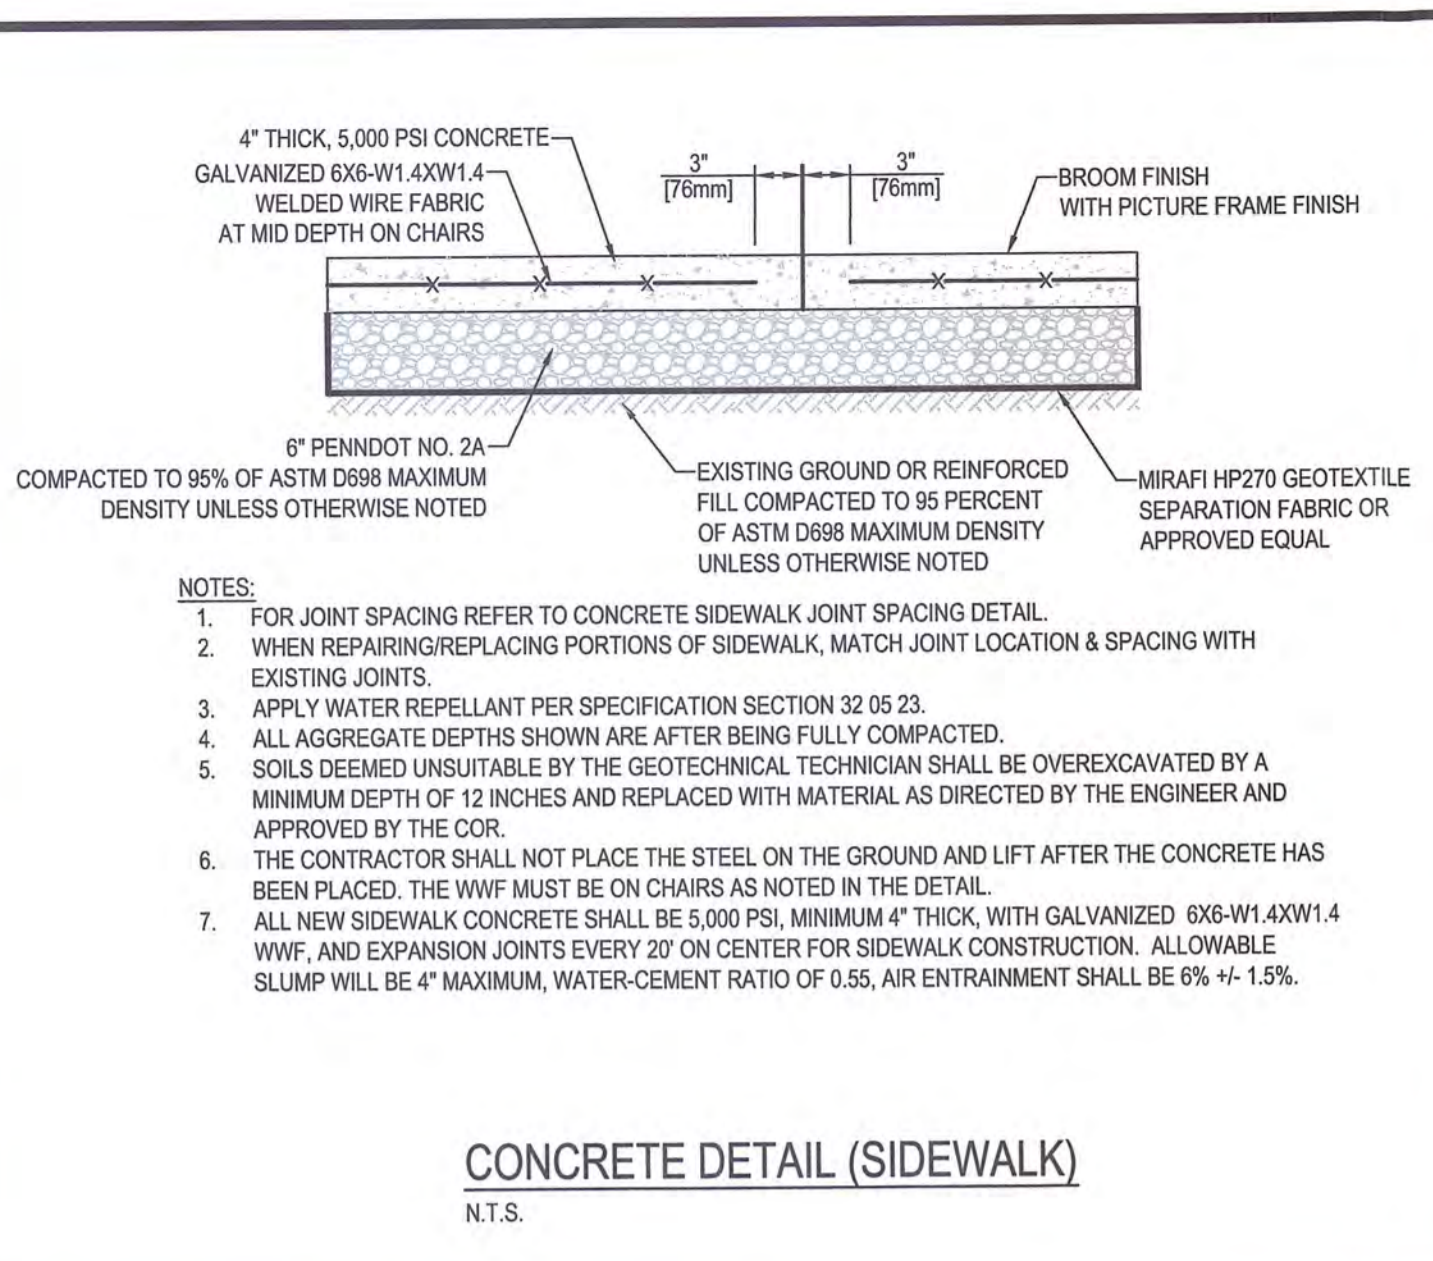 4" THICK, 5,000 PSI CONCRETE
GALVANIZED 6X6-W1.4XW1.4
WELDED WIRE FABRIC
AT MID DEPTH ON CHAIRS
3"
[76mm]
3"
[76mm]
BROOM FINISH
WITH PICTURE FRAME FINISH
6" PENNDOT NO. 2A
COMPACTED TO 95% OF ASTM D698 MAXIMUM
DENSITY UNLESS OTHERWISE NOTED
EXISTING GROUND OR REINFORCED
FILL COMPACTED TO 95 PERCENT
OF ASTM D698 MAXIMUM DENSITY
UNLESS OTHERWISE NOTED
MIRAFI HP270 GEOTEXTILE
SEPARATION FABRIC OR
APPROVED EQUAL
NOTES:
1. FOR JOINT SPACING REFER TO CONCRETE SIDEWALK JOINT SPACING DETAIL.
2. WHEN REPAIRING/REPLACING PORTIONS OF SIDEWALK, MATCH JOINT LOCATION & SPACING WITH
EXISTING JOINTS.
3. APPLY WATER REPELLANT PER SPECIFICATION SECTION 32 05 23.
4. ALL AGGREGATE DEPTHS SHOWN ARE AFTER BEING FULLY COMPACTED.
5. SOILS DEEMED UNSUITABLE BY THE GEOTECHNICAL TECHNICIAN SHALL BE OVEREXCAVATED BY A
MINIMUM DEPTH OF 12 INCHES AND REPLACED WITH MATERIAL AS DIRECTED BY THE ENGINEER AND
APPROVED BY THE COR.
6. THE CONTRACTOR SHALL NOT PLACE THE STEEL ON THE GROUND AND LIFT AFTER THE CONCRETE HAS
BEEN PLACED. THE WWF MUST BE ON CHAIRS AS NOTED IN THE DETAIL.
7. ALL NEW SIDEWALK CONCRETE SHALL BE 5,000 PSI, MINIMUM 4" THICK, WITH GALVANIZED 6X6-W1.4XW1.4
WWF, AND EXPANSION JOINTS EVERY 20' ON CENTER FOR SIDEWALK CONSTRUCTION. ALLOWABLE
SLUMP WILL BE 4" MAXIMUM, WATER-CEMENT RATIO OF 0.55, AIR ENTRAINMENT SHALL BE 6% +/- 1.5%.
CONCRETE DETAIL (SIDEWALK)
N.T.S.